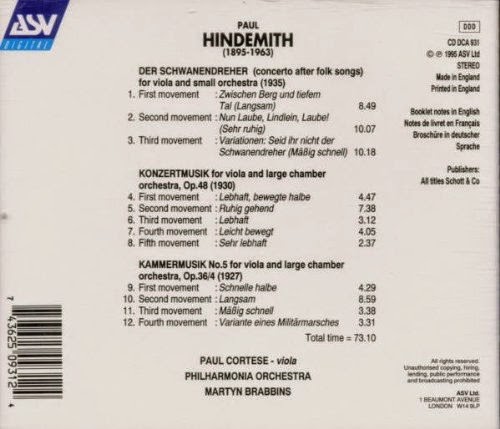 ASV
DIGITAL
PAUL
HINDEMITH
(1895-1963)
DDD
CD DCA 931
© ℗ 1995 ASV Ltd
STEREO
Made in England
Printed in England
Booklet notes in English
Notes de livret en Français
Broschüre in deutscher
Sprache
Publishers:
All titles Schott & Co
DER SCHWANENDREHER (concerto after folk songs)
for viola and small orchestra (1935)
1. First movement : Zwischen Berg und tiefem
Tal (Langsam) 8.49
2. Second movement : Nun Laube, Lindlein, Laube!
(Sehr ruhig) 10.07
3. Third movement : Variationen: Seid ihr nicht der
Schwanendreher (Mäßig schnell) 10.18
KONZERTMUSIK for viola and large chamber
orchestra, Op.48 (1930)
4. First movement : Lebhaft, bewegte halbe 4.47
5. Second movement : Ruhig gehend 7.38
6. Third movement : Lebhaft 3.12
7. Fourth movement : Leicht bewegt 4.05
8. Fifth movement : Sehr lebhaft 2.37
KAMMERMUSIK No.5 for viola and large chamber
orchestra, Op.36/4 (1927)
9. First movement : Schnelle halbe 4.29
10. Second movement : Langsam 8.59
11. Third movement : Mäßig schnell 3.38
12. Fourth movement : Variante eines Militärmarsches 3.31
Total time = 73.10
PAUL CORTESE - viola
PHILHARMONIA ORCHESTRA
MARTYN BRABBINS
7 43625 09312 4
All rights reserved.
Unauthorised copying, hiring,
lending, public performance
and broadcasting prohibited
ASV Ltd.
1 BEAUMONT AVENUE
LONDON W14 9LP